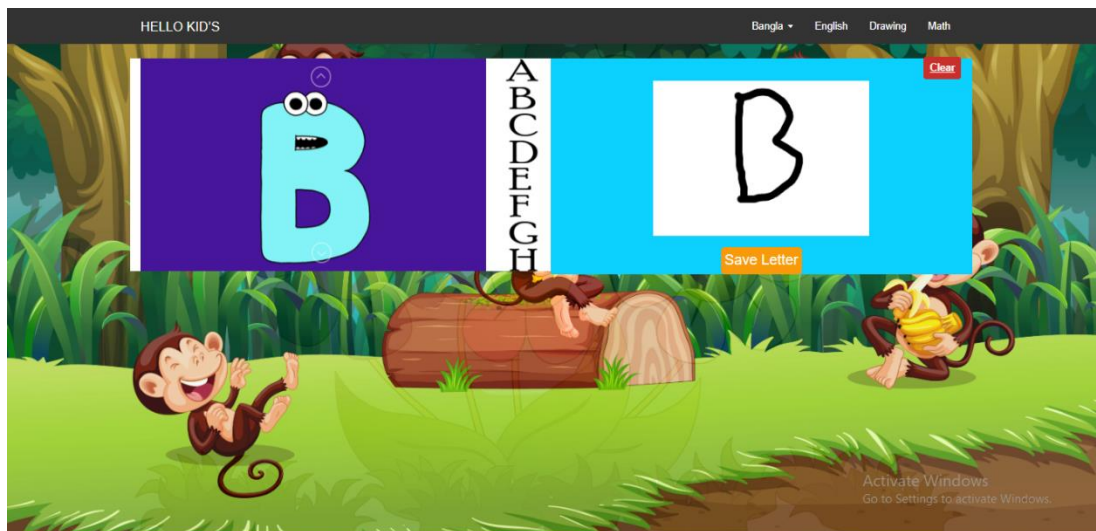 HELLO KID'S
Bangla
English
Drawing
Math
B
A
B
C
D
E
F
G
H
Clear
B
Save Letter
Activate Windows
Go to Settings to activate Windows.